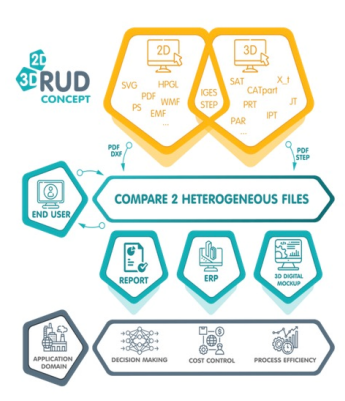 2D
3D RUD
CONCEPT
2D
SVG
HPGL
PDF
WMF
PS
EMF
...
IGES
STEP
3D
SAT
X_t
CATpart
PRT
JT
IPT
PAR
...
PDF
DXF
PDF
STEP
END USER
COMPARE 2 HETEROGENEOUS FILES
REPORT
ERP
3D DIGITAL
MOCKUP
APPLICATION
DOMAIN
DECISION MAKING
COST CONTROL
PROCESS EFFICIENCY